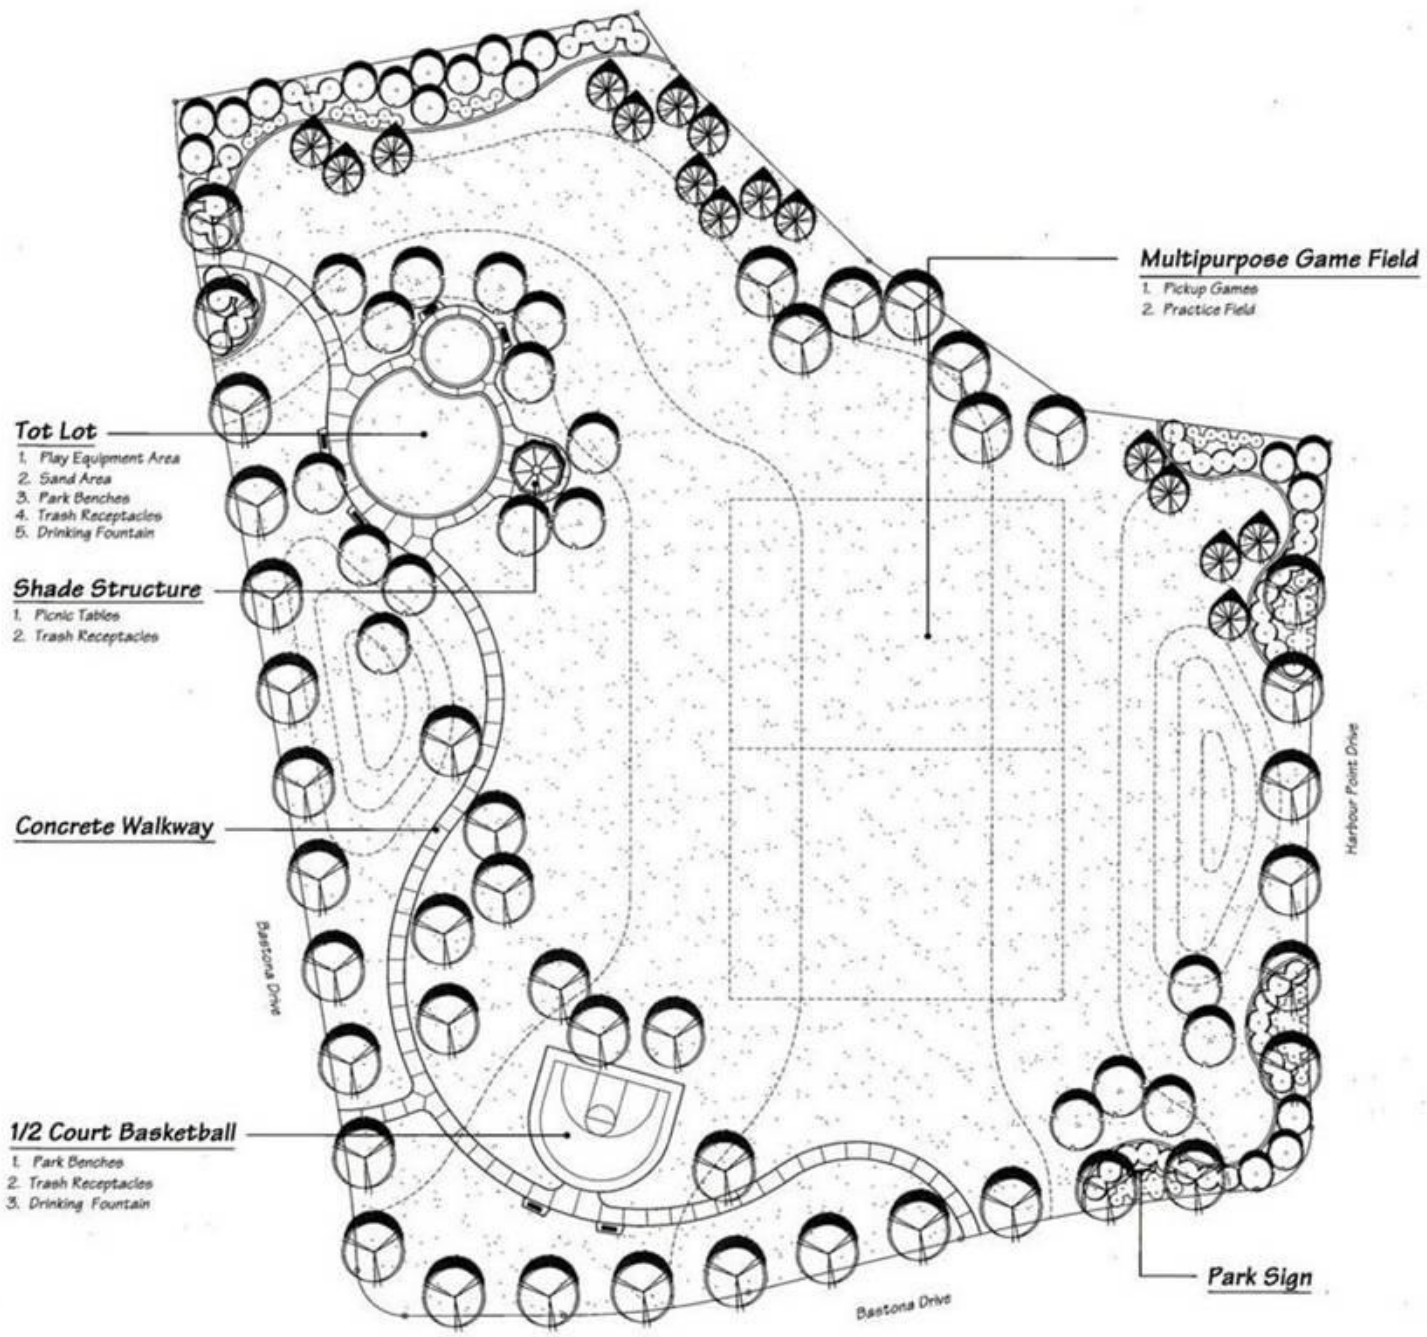 Multipurpose Game Field
1. Pickup Games
2. Practice Field
Tot Lot
1. Play Equipment Area
2. Sand Area
3. Park Benches
4. Trash Receptacles
5. Drinking Fountain
Shade Structure
1. Picnic Tables
2. Trash Receptacles
Harbour Point Drive
Concrete Walkway
Bastona Drive
1/2 Court Basketball
1. Park Benches
2. Trash Receptacles
3. Drinking Fountain
Park Sign
Bastona Drive